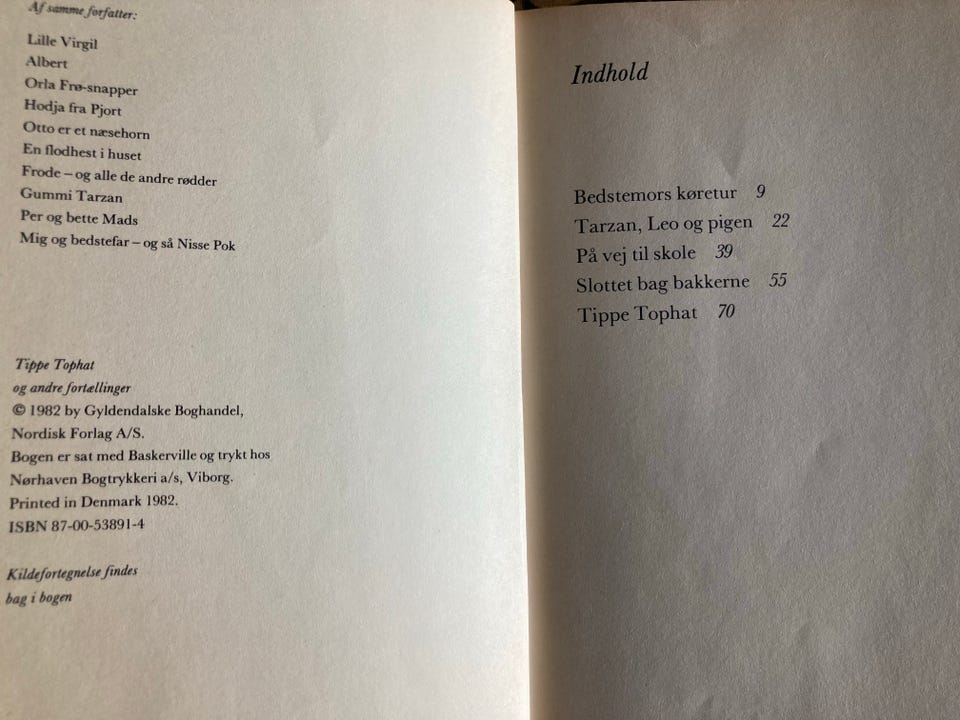 Af samme forfatter:
Lille Virgil
Albert
Orla Frø-snapper
Hodja fra Pjort
Otto er et næsehorn
En flodhest i huset
Frode – og alle de andre rødder
Gummi Tarzan
Per og bette Mads
Mig og bedstefar – og så Nisse Pok
Tippe Tophat
og andre fortællinger
© 1982 by Gyldendalske Boghandel,
Nordisk Forlag A/S.
Bogen er sat med Baskerville og trykt hos
Nørhaven Bogtrykkeri a/s, Viborg.
Printed in Denmark 1982.
ISBN 87-00-53891-4
Kildefortegnelse findes
bag i bogen
Indhold
Bedstemors køretur 9
Tarzan, Leo og pigen 22
På vej til skole 39
Slottet bag bakkerne 55
Tippe Tophat 70